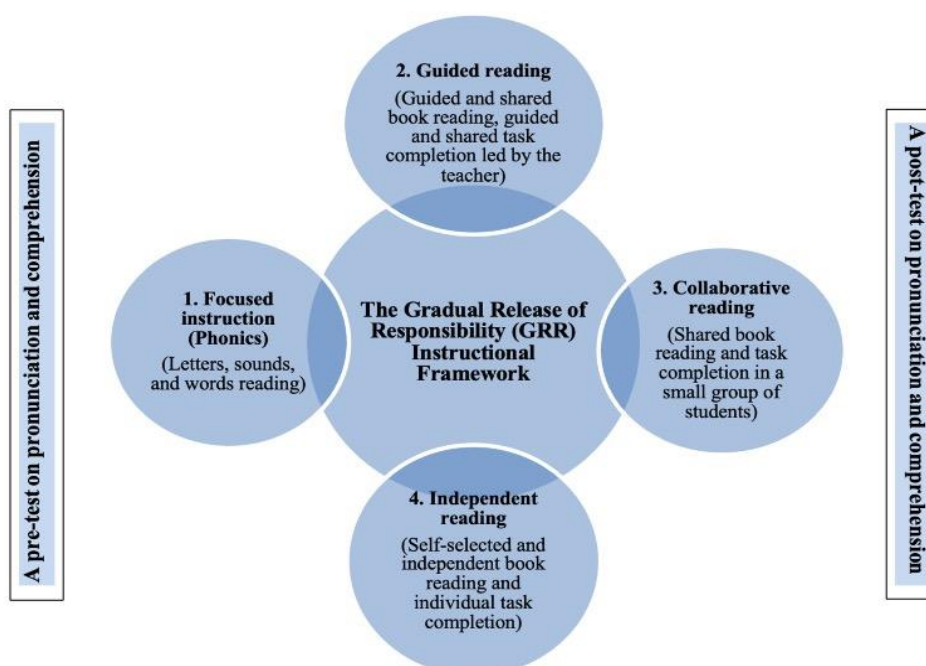 A pre-test on pronunciation and comprehension
1. Focused
instruction
(Phonics)
(Letters, sounds,
and words reading)
2. Guided reading
(Guided and shared
book reading, guided
and shared task
completion led by the
teacher)
The Gradual Release of
Responsibility (GRR)
Instructional
Framework
3. Collaborative
reading
(Shared book
reading and task
completion in a
small group of
students)
4. Independent
reading
(Self-selected and
independent book
reading and
individual task
completion)
A post-test on pronunciation and comprehension